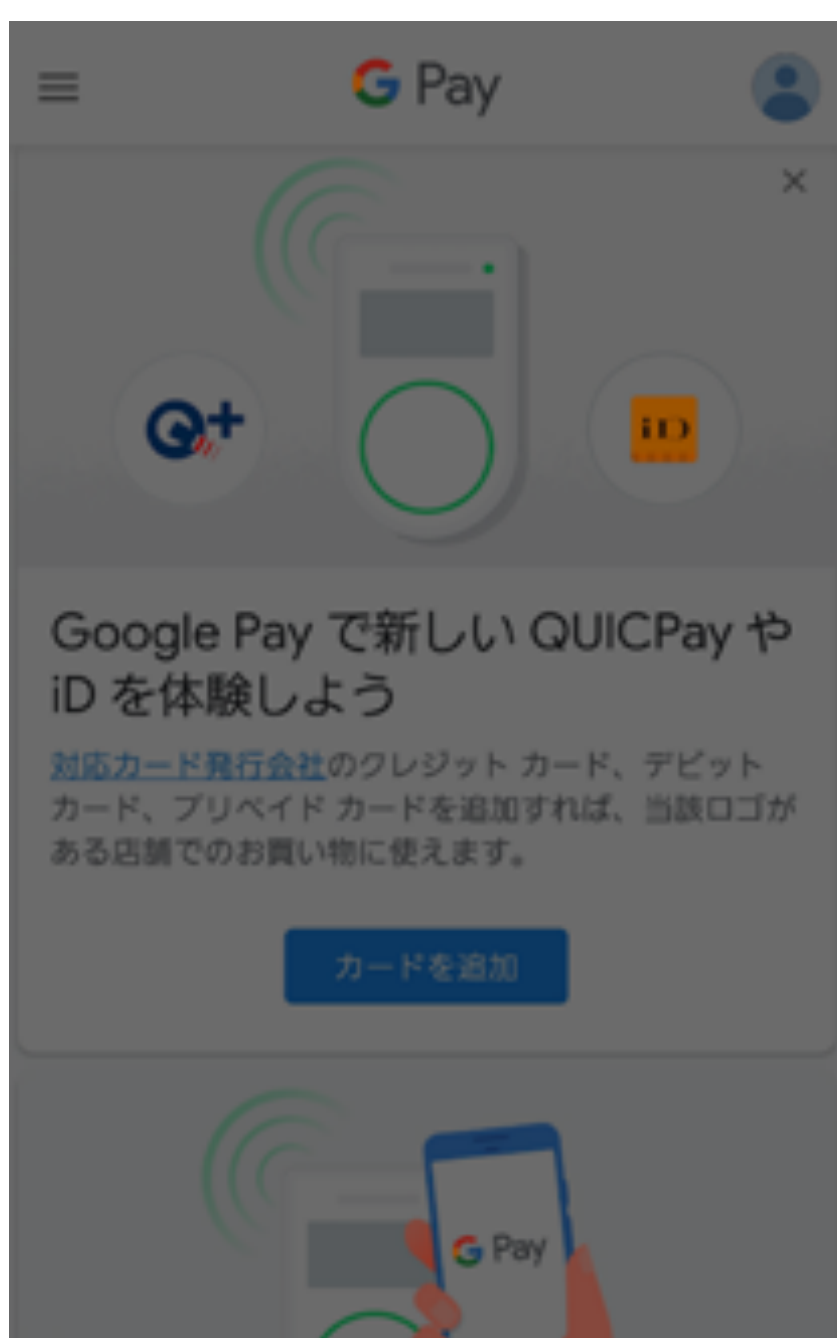 G Pay
Q+
iD
Google Pay で新しい QUICPay や
iD を体験しよう
対応カード発行会社のクレジット カード、デビット
カード、プリペイド カードを追加すれば、当該ロゴが
ある店舗でのお買い物に使えます。
カードを追加
G Pay